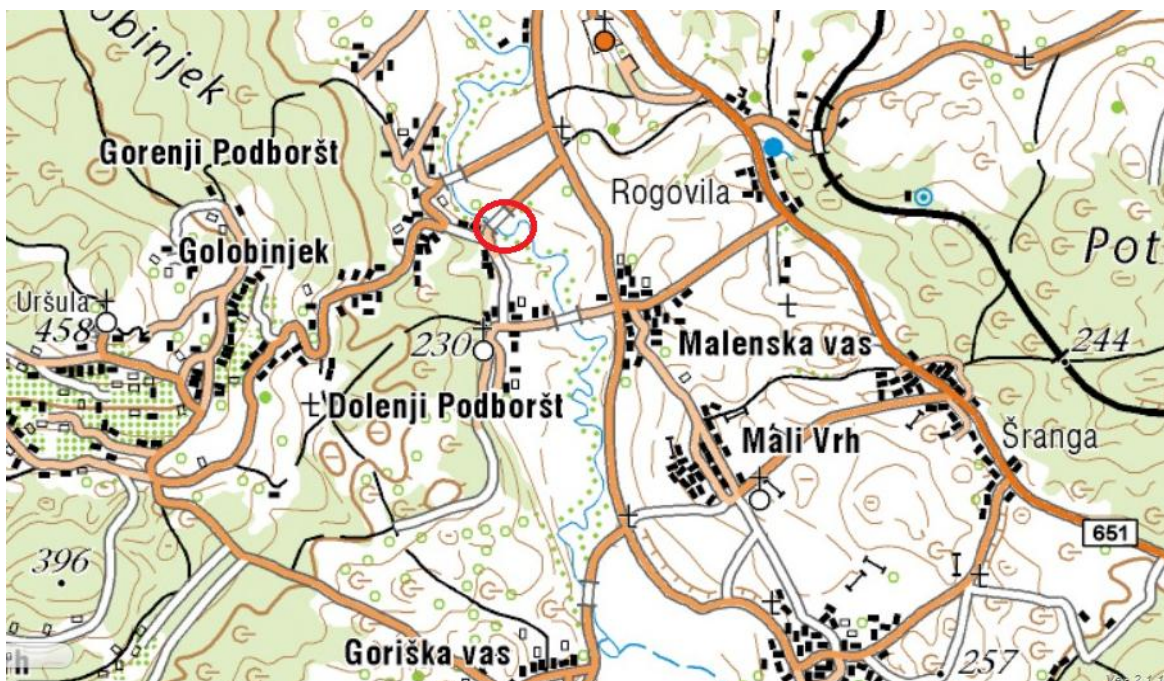 obinjek
Gorenji Podboršt
Rogovila
Golobinjek
Pot
Uršula
458
230
244
Malenska vas
Dolenji Podboršt
Mali Vrh
Šranga
651
396
Goriška vas
257